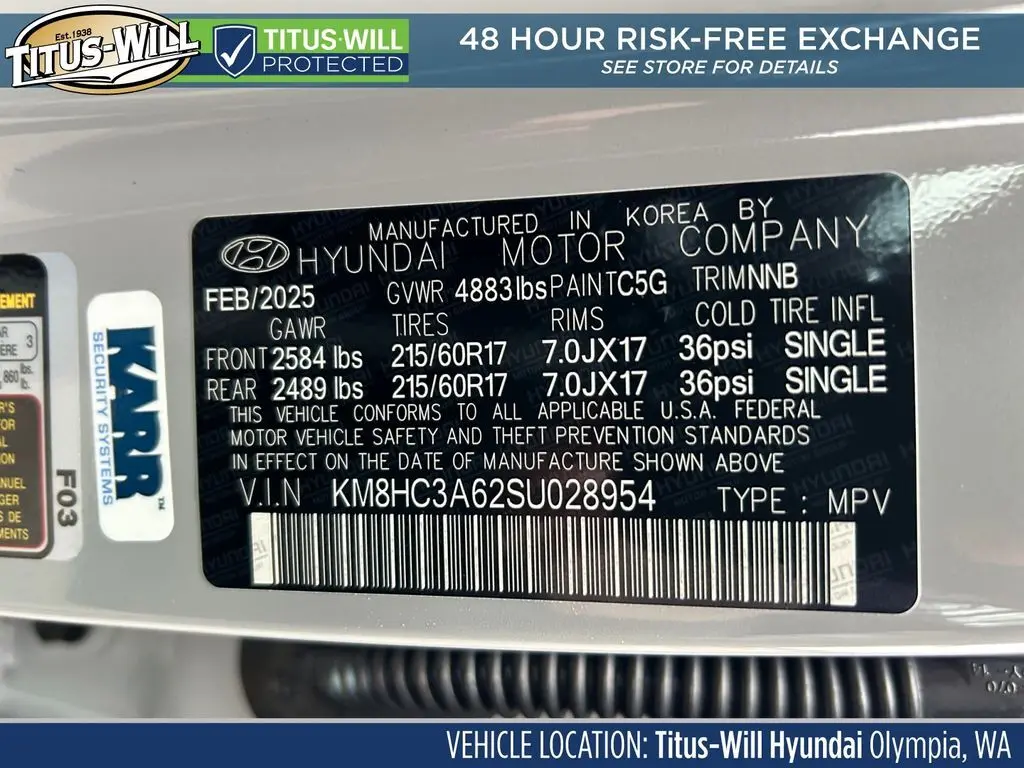 Est.1938
TITUS-WILL
TITUS-WILL
PROTECTED
48 HOUR RISK-FREE EXCHANGE
SEE STORE FOR DETAILS
MANUFACTURED IN KOREA BY
HYUNDAI MOTOR COMPANY
FEB/2025 GVWR 4883lbs PAINT C5G TRIM NNB
GAWR TIRES RIMS COLD TIRE INFL
FRONT 2584 lbs 215/60R17 7.0JX17 36psi SINGLE
REAR 2489 lbs 215/60R17 7.0JX17 36psi SINGLE
THIS VEHICLE CONFORMS TO ALL APPLICABLE U.S.A. FEDERAL
MOTOR VEHICLE SAFETY AND THEFT PREVENTION STANDARDS
IN EFFECT ON THE DATE OF MANUFACTURE SHOWN ABOVE
V.I.N KM8HC3A62SU028954 TYPE : MPV
KARR™
SECURITY SYSTEMS
F03
3
860 lbs.
VEHICLE LOCATION: Titus-Will Hyundai Olympia, WA